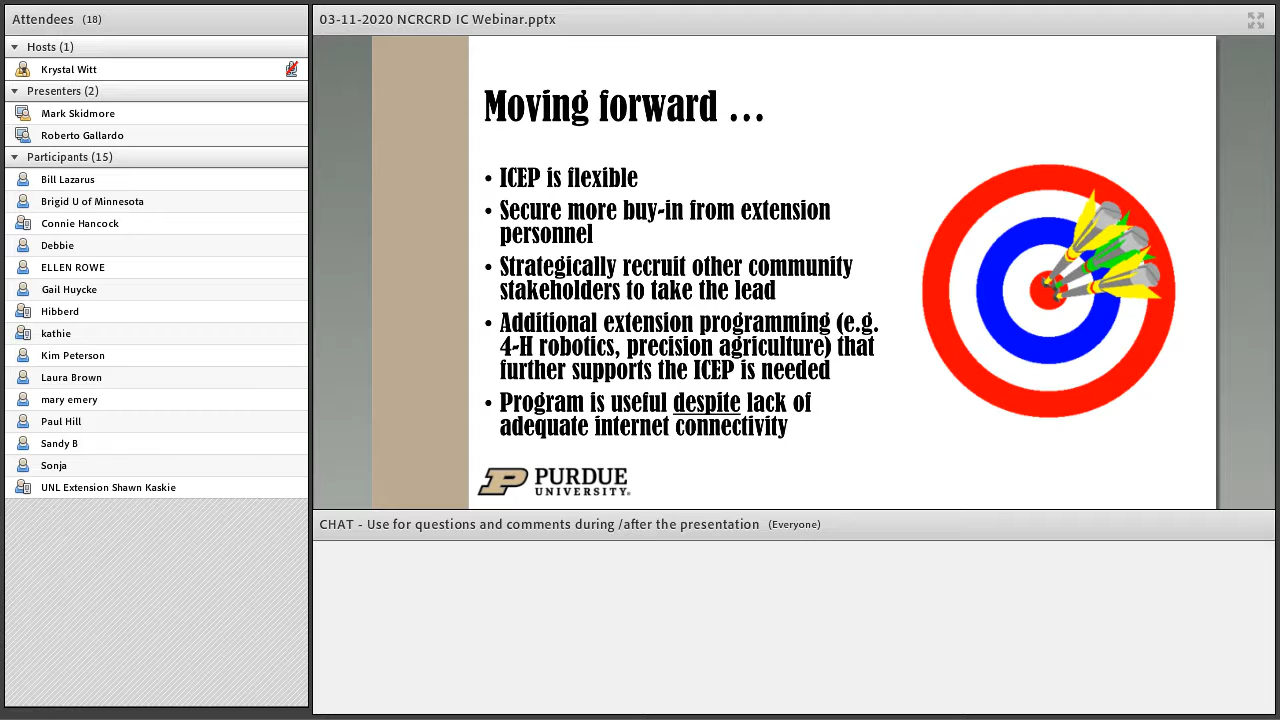 Attendees (18)
Hosts (1)
Krystal Witt
Presenters (2)
Mark Skidmore
Roberto Gallardo
Participants (15)
Bill Lazarus
Brigid U of Minnesota
Connie Hancock
Debbie
ELLEN ROWE
Gail Huycke
Hibberd
kathie
Kim Peterson
Laura Brown
mary emery
Paul Hill
Sandy B
Sonja
UNL Extension Shawn Kaskie
03-11-2020 NCRCRD IC Webinar.pptx
Moving forward ...
• ICEP is flexible
• Secure more buy-in from extension
personnel
• Strategically recruit other community
stakeholders to take the lead
• Additional extension programming (e.g.
4-H robotics, precision agriculture) that
further supports the ICEP is needed
• Program is useful despite lack of
adequate internet connectivity
P PURDUE
UNIVERSITY.
CHAT - Use for questions and comments during /after the presentation (Everyone)